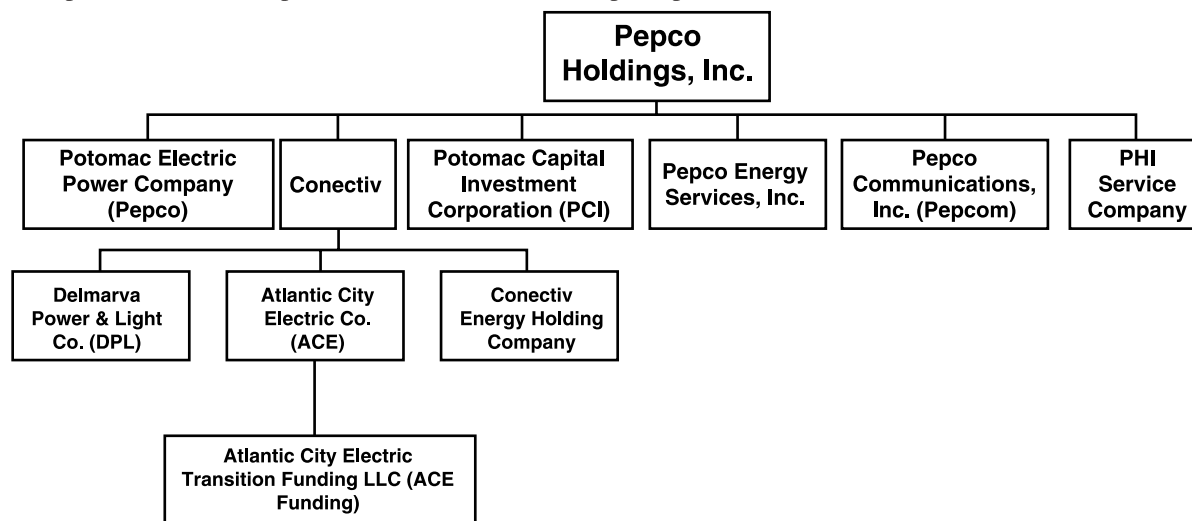 Pepco
Holdings, Inc.
Potomac Electric
Power Company
(Pepco)
Conectiv
Potomac Capital
Investment
Corporation (PCI)
Pepco Energy
Services, Inc.
Pepco
Communications,
Inc. (Pepcom)
PHI
Service
Company
Delmarva
Power & Light
Co. (DPL)
Atlantic City
Electric Co.
(ACE)
Conectiv
Energy Holding
Company
Atlantic City Electric
Transition Funding LLC (ACE
Funding)